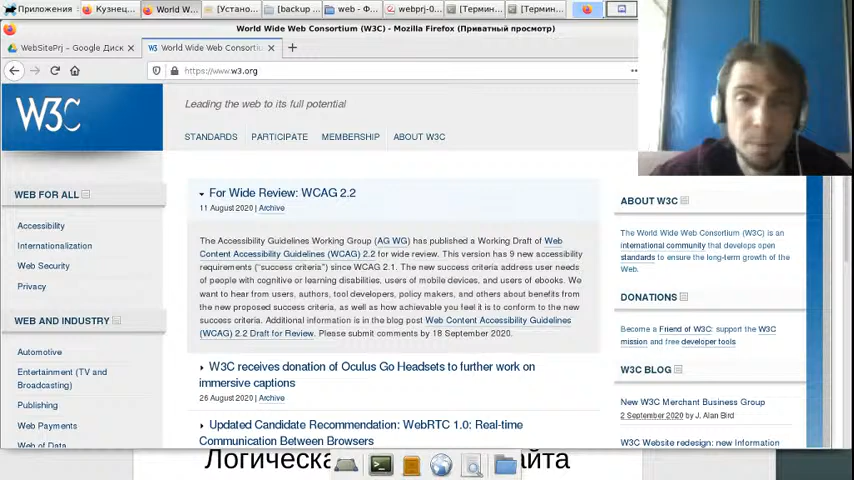 Приложения Кузнец... World W... [Устано... [backup ... web - Ф... webprj-0... [Термин... [Термин...
World Wide Web Consortium (W3C) - Mozilla Firefox (Приватный просмотр)
WebSitePrj – Google Диск World Wide Web Consorti
https://www.w3.org
W3C
Leading the web to its full potential
STANDARDS PARTICIPATE MEMBERSHIP ABOUT W3C
WEB FOR ALL
Accessibility
Internationalization
Web Security
Privacy
WEB AND INDUSTRY
Automotive
Entertainment (TV and
Broadcasting)
Publishing
Web Payments
Web of Data
For Wide Review: WCAG 2.2
11 August 2020 | Archive
The Accessibility Guidelines Working Group (AG WG) has published a Working Draft of Web
Content Accessibility Guidelines (WCAG) 2.2 for wide review. This version has 9 new accessibility
requirements ("success criteria") since WCAG 2.1. The new success criteria address user needs
of people with cognitive or learning disabilities, users of mobile devices, and users of ebooks. We
want to hear from users, authors, tool developers, policy makers, and others about benefits from
the new proposed success criteria, as well as how achievable you feel it is to conform to the new
success criteria. Additional information is in the blog post Web Content Accessibility Guidelines
(WCAG) 2.2 Draft for Review. Please submit comments by 18 September 2020.
W3C receives donation of Oculus Go Headsets to further work on
immersive captions
26 August 2020 | Archive
Updated Candidate Recommendation: WebRTC 1.0: Real-time
Communication Between Browsers
ABOUT W3C
The World Wide Web Consortium (W3C) is an
international community that develops open
standards to ensure the long-term growth of the
Web.
DONATIONS
Become a Friend of W3C: support the W3C
mission and free developer tools
W3C BLOG
New W3C Merchant Business Group
2 September 2020 by J. Alan Bird
W3C Website redesign: new Information
Логическа айта